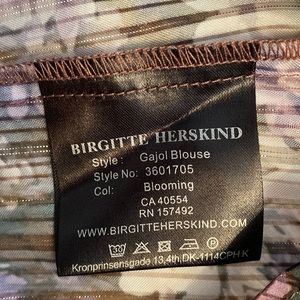 BIRGITTE HERSKIND
Style : Gajol Blouse
Style No: 3601705
Col: Blooming
CA 40554
RN 157492
WWW.BIRGITTEHERSKIND.COM
Kronprinsensgade 13,4th,DK-1114CPH K